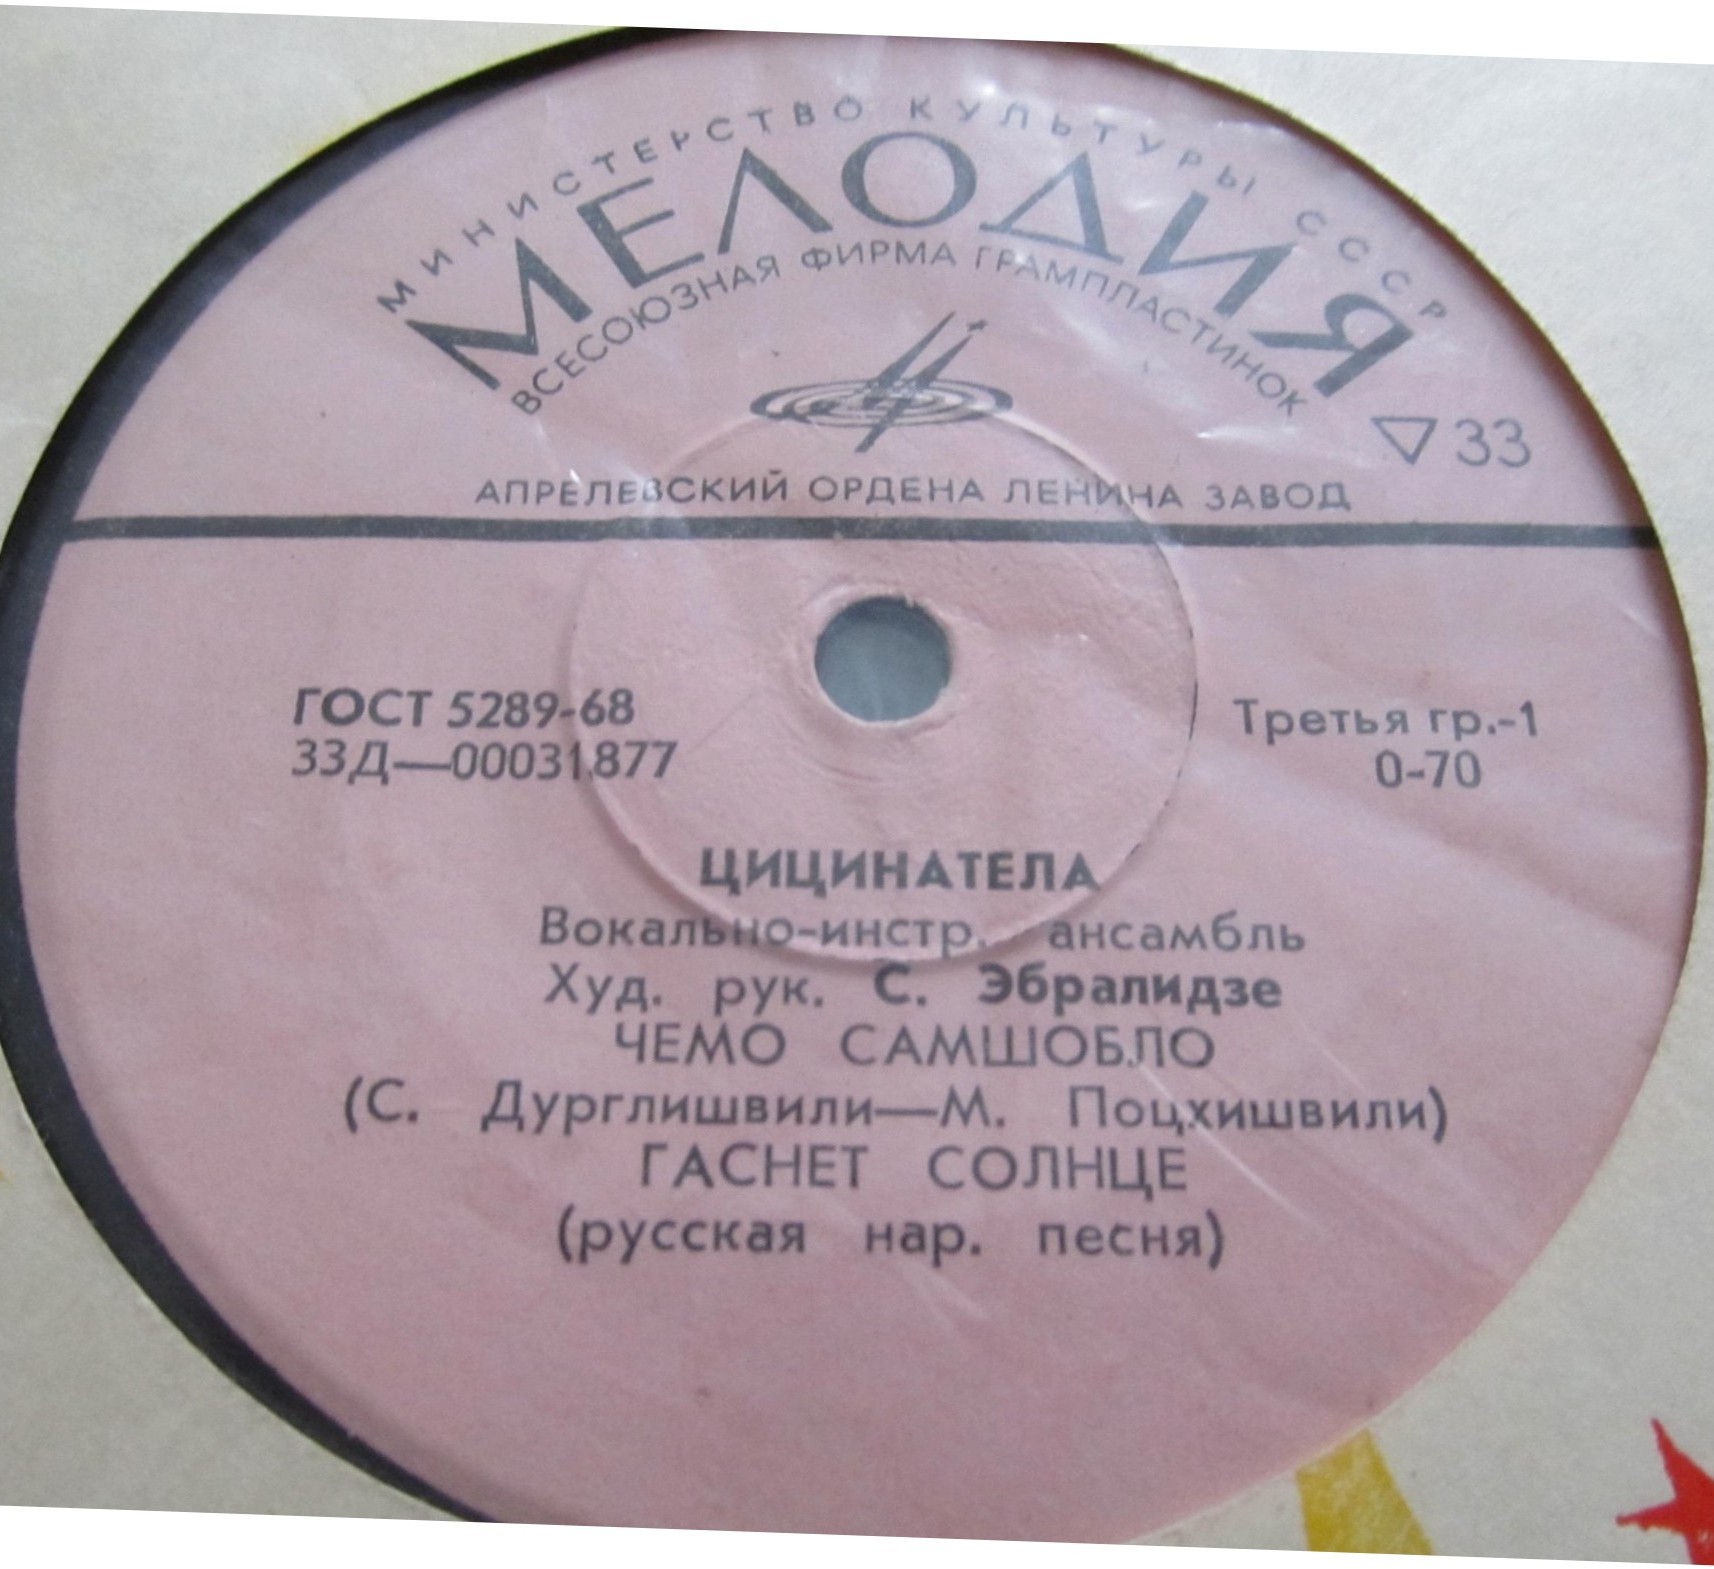 МИНИСТЕРСТВО КУЛЬТУРЫ СССР
МЕЛОДИЯ
ВСЕСОЮЗНАЯ ФИРМА ГРАМПЛАСТИНОК
33
АПРЕЛЕВСКИЙ ОРДЕНА ЛЕНИНА ЗАВОД
ГОСТ 5289-68
33Д—00031877
Третья гр.-1
0-70
ЦИЦИНАТЕЛА
Вокально-инстр. ансамбль
Худ. рук. С. Эбралидзе
ЧЕМО САМШОБЛО
(С. Дурглишвили—М. Поцхишвили)
ГАСНЕТ СОЛНЦЕ
(русская нар. песня)